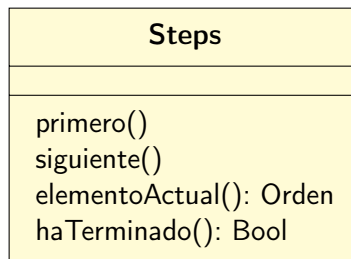 Steps
primero()
siguiente()
elementoActual(): Orden
haTerminado(): Bool